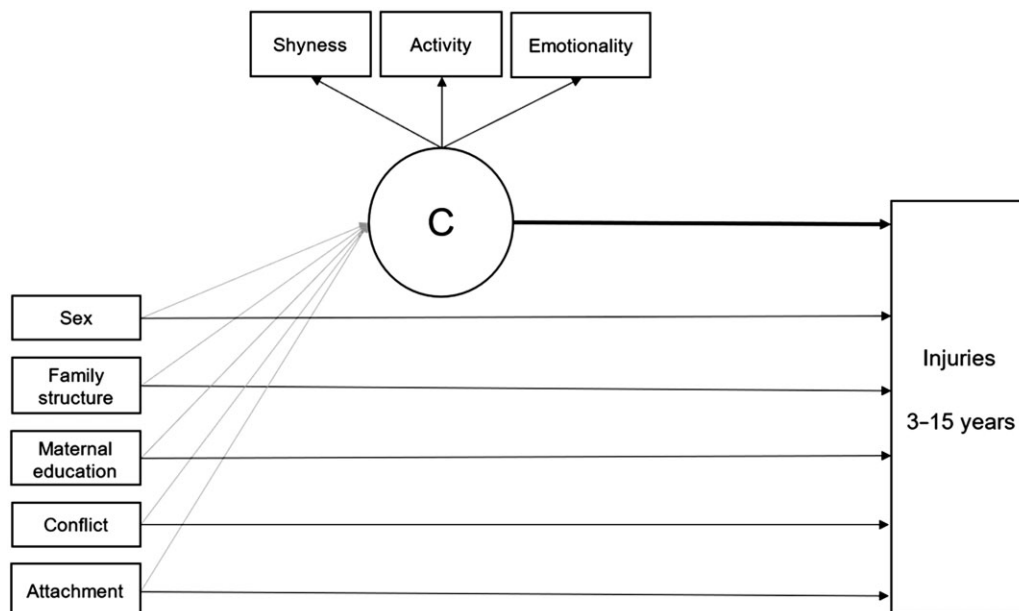 Shyness
Activity
Emotionality
C
Sex
Family
structure
Maternal
education
Conflict
Attachment
Injuries
3–15 years